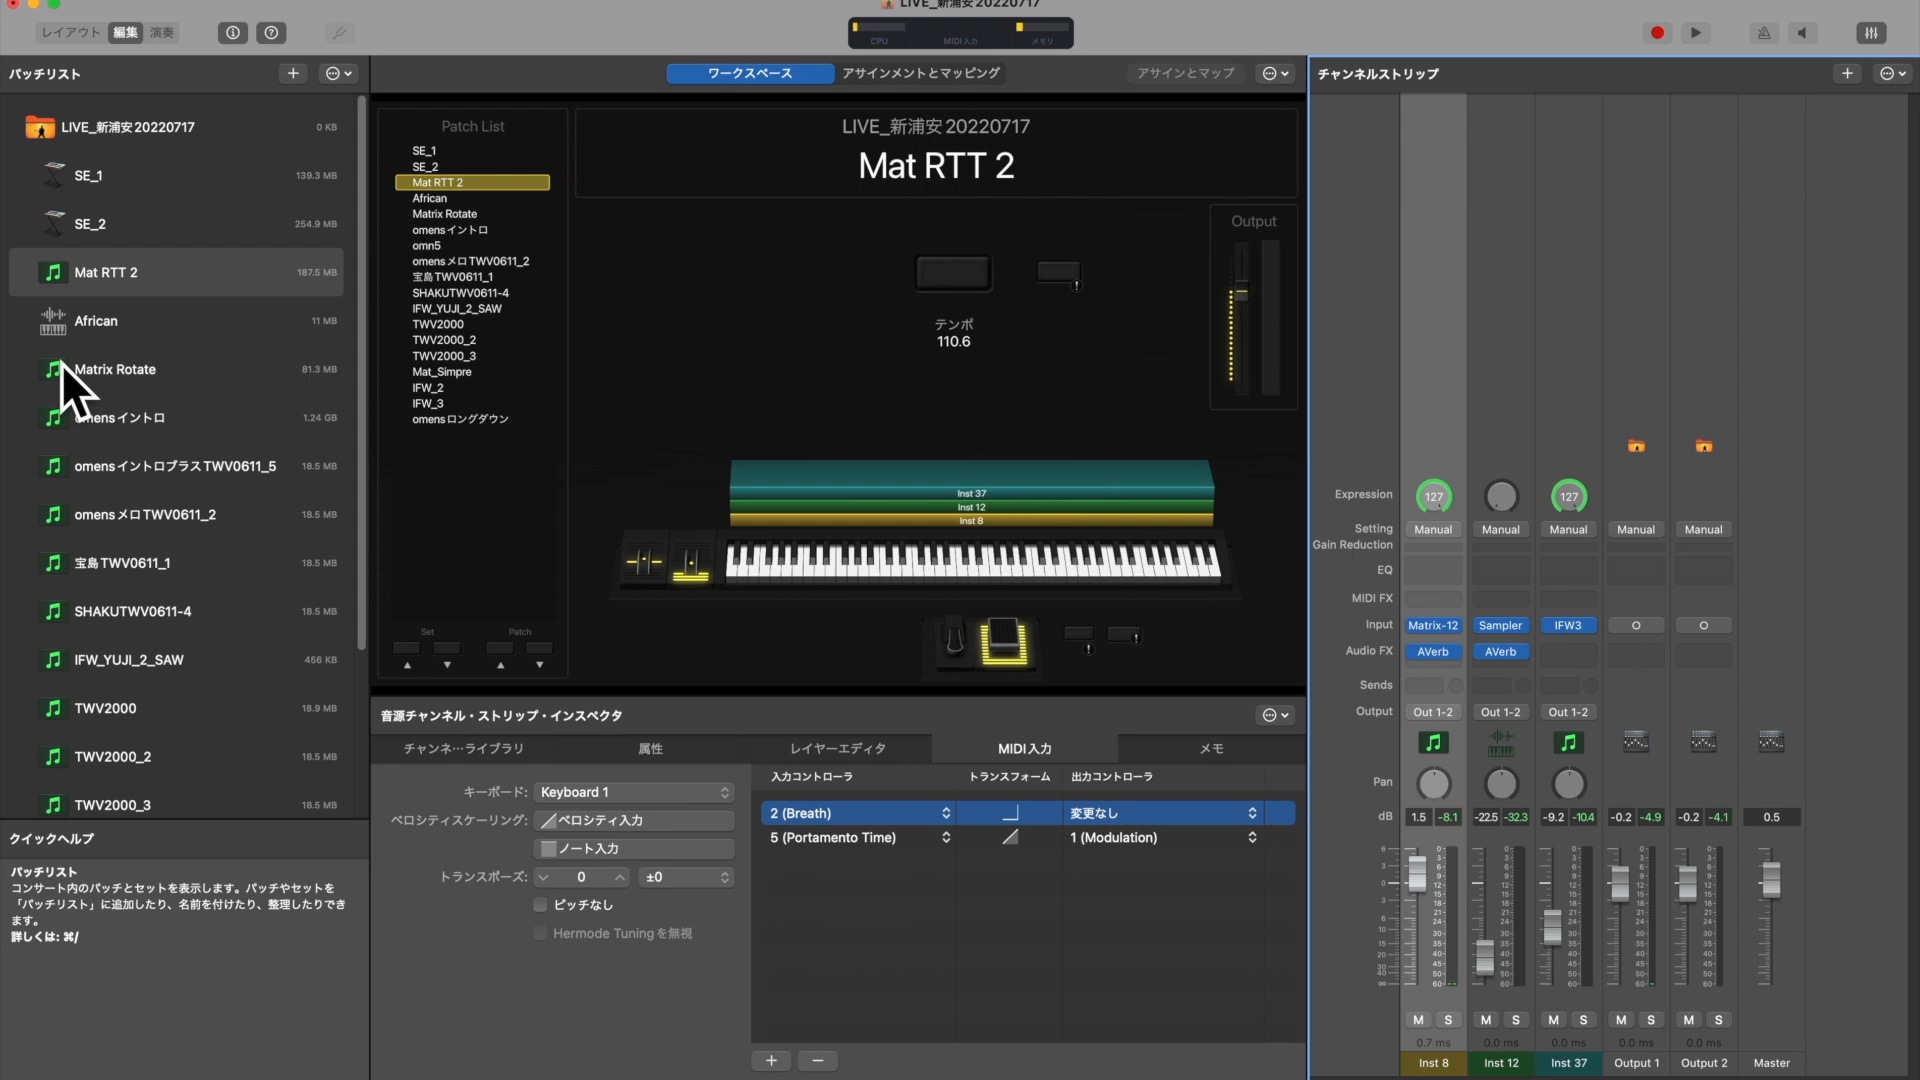 LIVE_新浦安20220717
レイアウト 編集 演奏
CPU MIDI入力 メモリ
パッチリスト
ワークスペース アサインメントとマッピング アサインとマップ
チャンネルストリップ
LIVE_新浦安20220717 0 KB
SE_1 139.3 MB
SE_2 254.9 MB
Mat RTT 2 187.5 MB
African 11 MB
Matrix Rotate 81.3 MB
omensイントロ 1.24 GB
omensイントロブラスTWV0611_5 18.5 MB
omensメロTWV0611_2 18.5 MB
宝島TWV0611_1 18.5 MB
SHAKUTWV0611-4 18.5 MB
IFW_YUJI_2_SAW 456 KB
TWV2000 18.9 MB
TWV2000_2 18.5 MB
TWV2000_3 18.5 MB
クイックヘルプ
パッチリスト
コンサート内のパッチとセットを表示します。パッチやセットを
「パッチリスト」に追加したり、名前を付けたり、整理したりでき
ます。
詳しくは: ⌘/
Patch List
SE_1
SE_2
Mat RTT 2
African
Matrix Rotate
omensイントロ
omn5
omensメロTWV0611_2
宝島TWV0611_1
SHAKUTWV0611-4
IFW_YUJI_2_SAW
TWV2000
TWV2000_2
TWV2000_3
Mat_Simpre
IFW_2
IFW_3
omensロングダウン
Set Patch
LIVE_新浦安20220717
Mat RTT 2
Output
テンポ
110.6
Inst 37
Inst 12
Inst 8
音源チャンネル・ストリップ・インスペクタ
チャンネ…ライブラリ 属性 レイヤーエディタ MIDI入力 メモ
キーボード: Keyboard 1
ベロシティスケーリング: ベロシティ入力
ノート入力
トランスポーズ: 0 ±0
ピッチなし
Hermode Tuningを無視
入力コントローラ トランスフォーム 出力コントローラ
2 (Breath) 変更なし
5 (Portamento Time) 1 (Modulation)
Expression 127 127
Setting Manual Manual Manual Manual Manual
Gain Reduction
EQ
MIDI FX
Input Matrix-12 Sampler IFW3
Audio FX AVerb AVerb
Sends
Output Out 1-2 Out 1-2 Out 1-2
Pan
dB 1.5 -8.1 -22.5 -32.3 -9.2 -10.4 -0.2 -4.9 -0.2 -4.1 0.5
M S M S M S M S M S
0.7 ms 0.0 ms 0.0 ms 0.0 ms 0.0 ms
Inst 8 Inst 12 Inst 37 Output 1 Output 2 Master